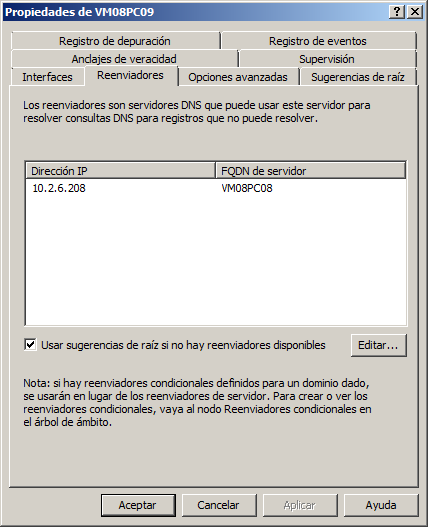 Propiedades de VM08PC09
Registro de depuración
Registro de eventos
Anclajes de veracidad
Supervisión
Interfaces
Reenviadores
Opciones avanzadas
Sugerencias de raíz
Los reenviadores son servidores DNS que puede usar este servidor para
resolver consultas DNS para registros que no puede resolver.
Dirección IP
FQDN de servidor
10.2.6.208
VM08PC08
Usar sugerencias de raíz si no hay reenviadores disponibles
Editar...
Nota: si hay reenviadores condicionales definidos para un dominio dado,
se usarán en lugar de los reenviadores de servidor. Para crear o ver los
reenviadores condicionales, vaya al nodo Reenviadores condicionales en
el árbol de ámbito.
Aceptar
Cancelar
Aplicar
Ayuda